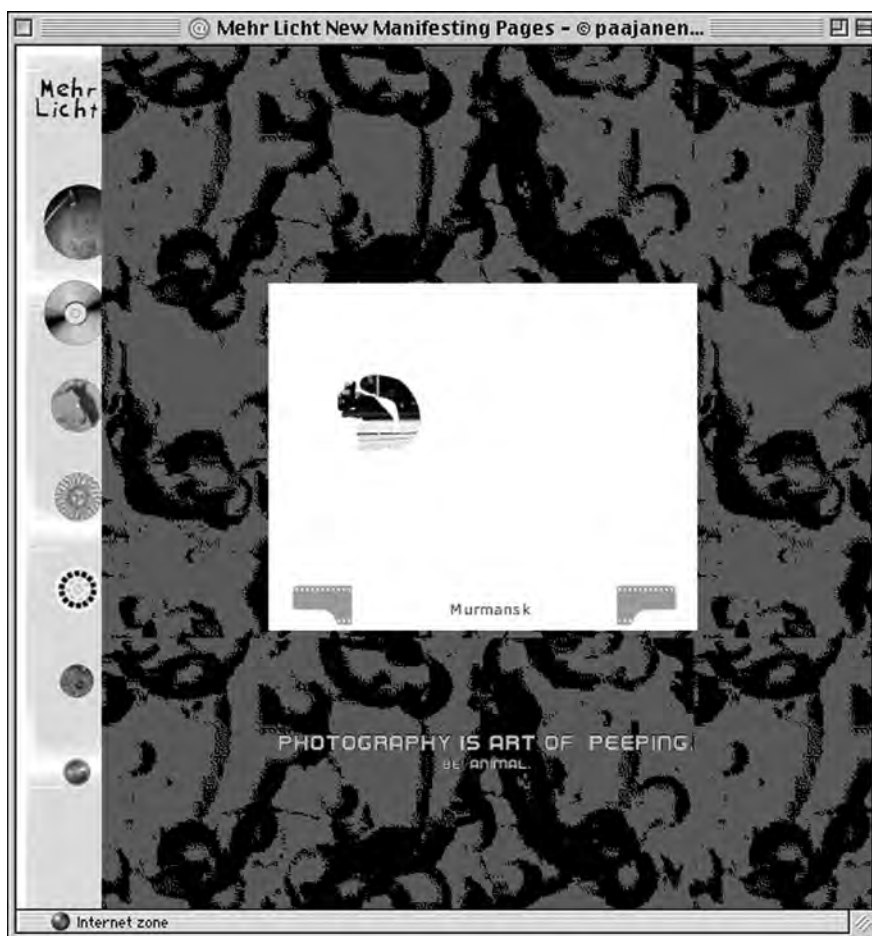 @ Mehr Licht New Manifesting Pages - © paajanen...
Mehr
Licht
Murmansk
PHOTOGRAPHY IS ART OF PEEPING.
BE ANIMAL.
Internet zone